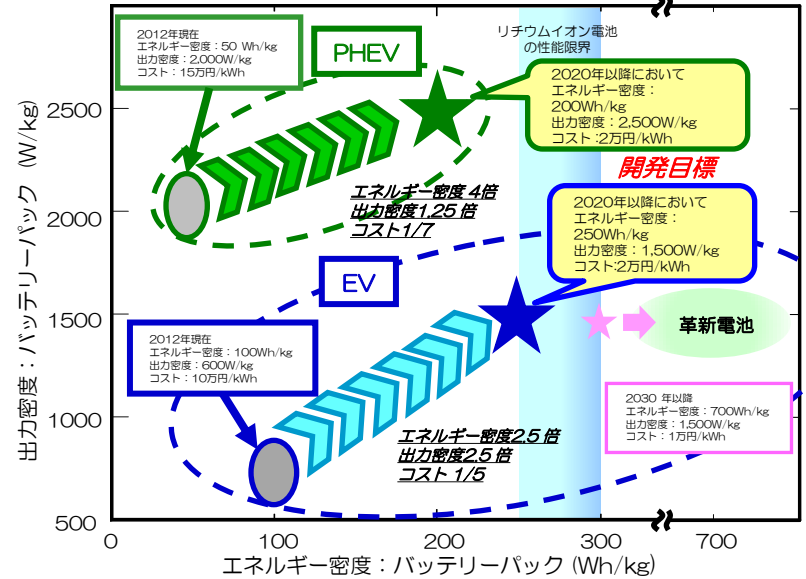 2012年現在
エネルギー密度：50 Wh/kg
出力密度：2,000W/kg
コスト：15万円/kWh
PHEV
リチウムイオン電池
の性能限界
2020年以降において
エネルギー密度：
200Wh/kg
出力密度：2,500W/kg
コスト:2万円/kWh
開発目標
エネルギー密度 4倍
出力密度1.25 倍
コスト1/7
2020年以降において
エネルギー密度：
250Wh/kg
出力密度：1,500W/kg
コスト:2万円/kWh
EV
2012年現在
エネルギー密度：100Wh/kg
出力密度：600W/kg
コスト：10万円/kWh
革新電池
2030 年以降
エネルギー密度：700Wh/kg
出力密度：1,500W/kg
コスト：1万円/kWh
エネルギー密度2.5 倍
出力密度2.5 倍
コスト 1/5
出力密度：バッテリーパック (W/kg)
2500
2000
1500
1000
500
0
100
200
300
700
エネルギー密度：バッテリーパック (Wh/kg)